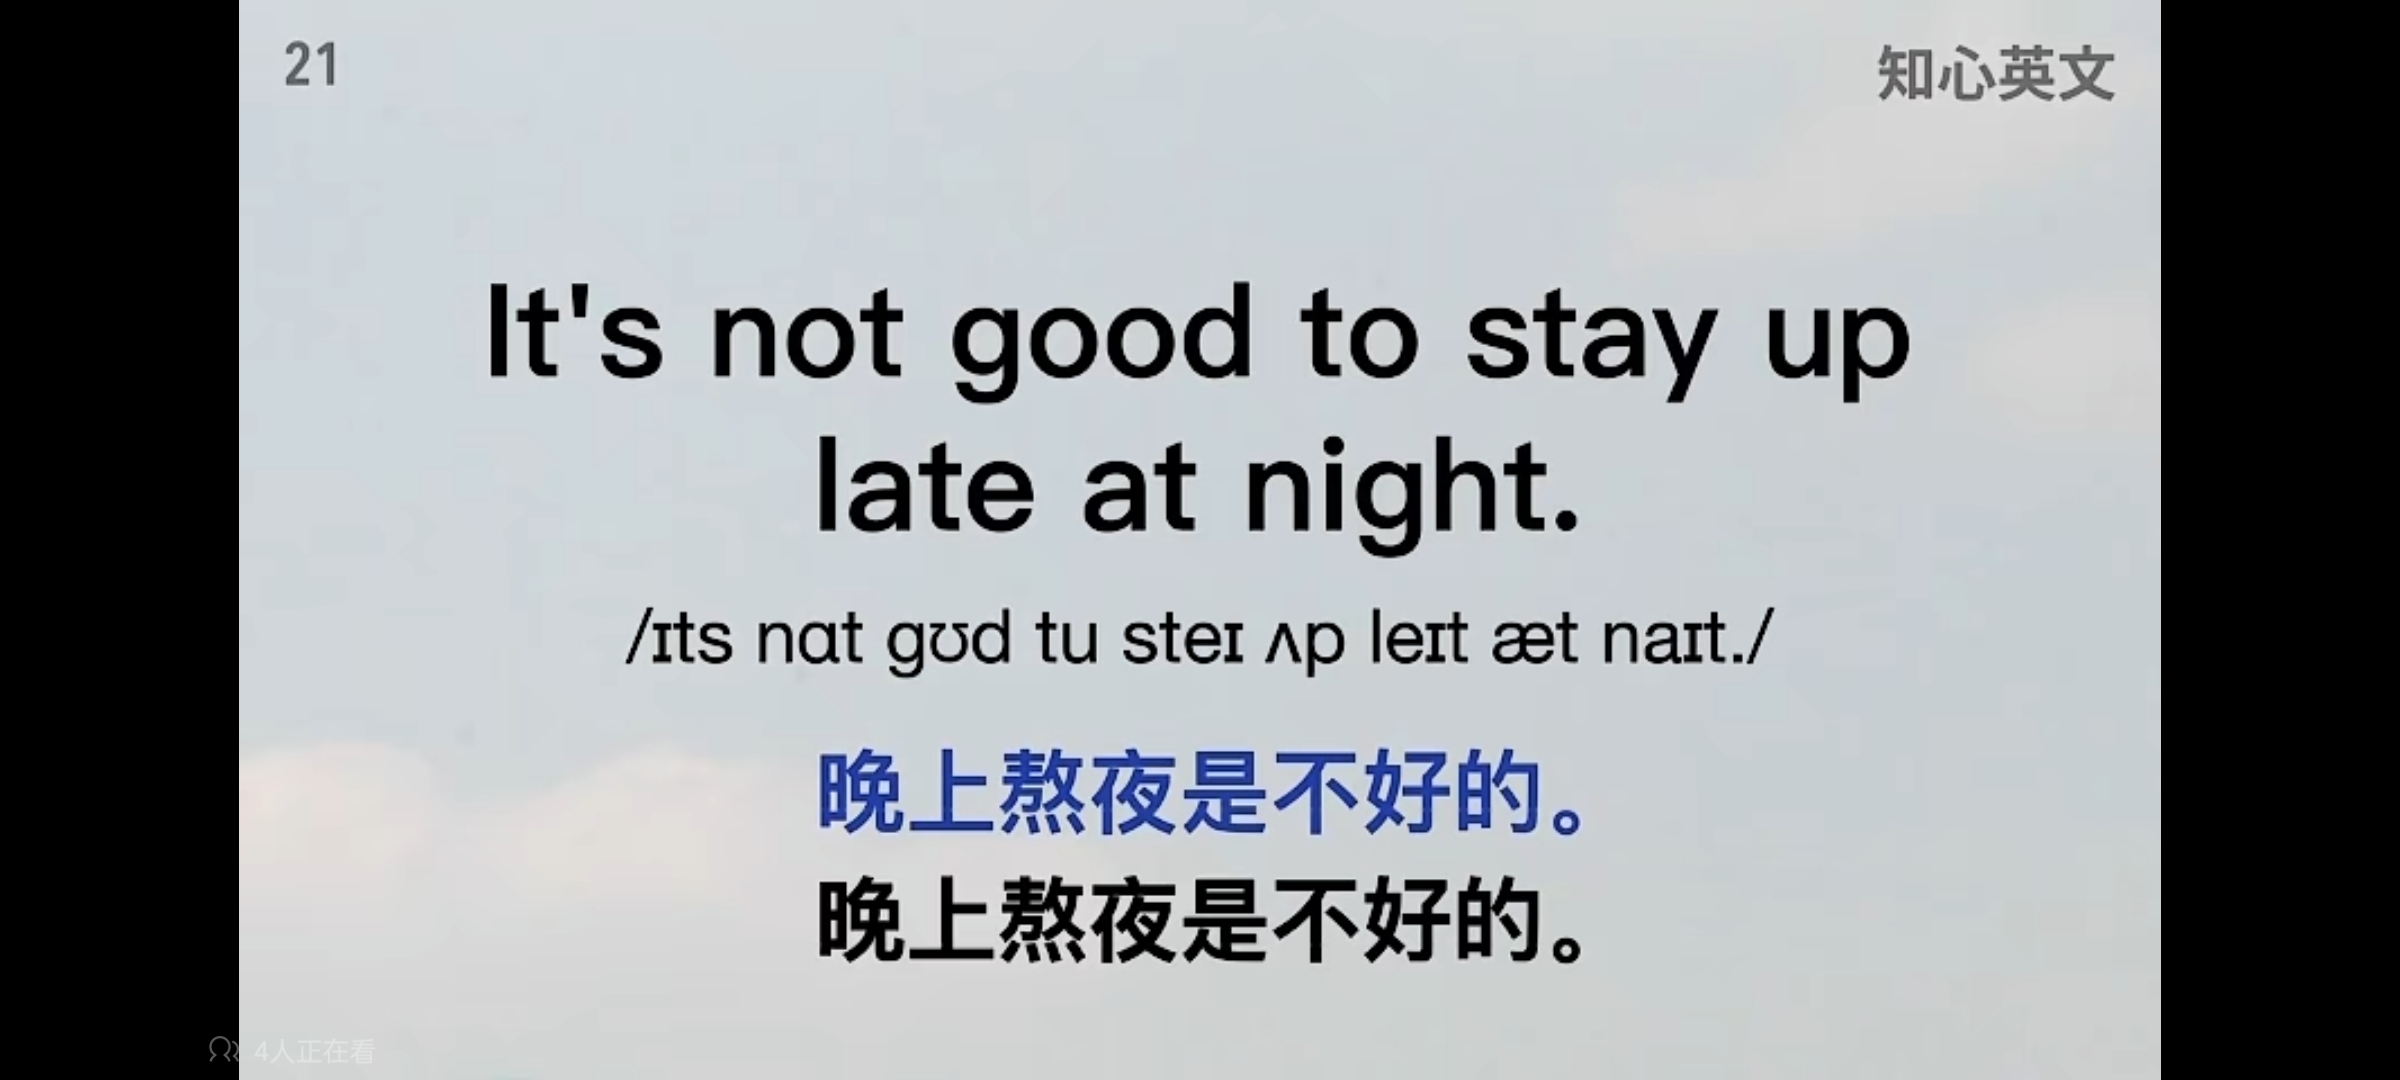 21
知心英文
It's not good to stay up
late at night.
/ɪts nɑt gʊd tu steɪ ʌp leɪt æt naɪt./
晚上熬夜是不好的。
晚上熬夜是不好的。
4人正在看